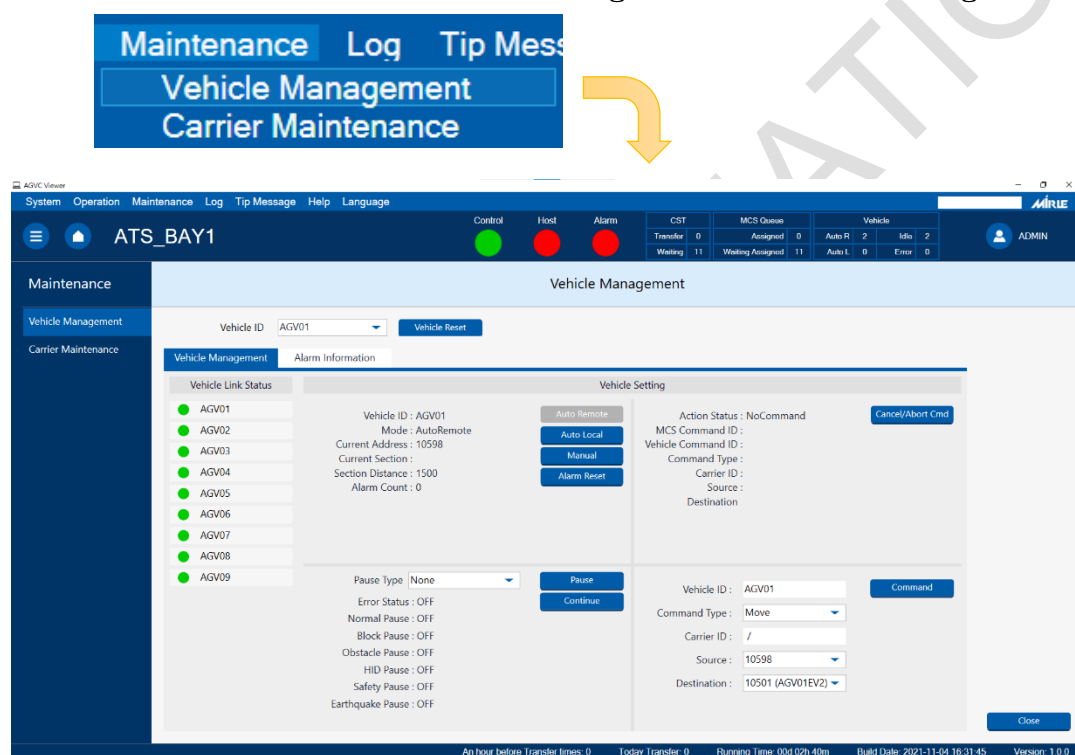 Maintenance Log Tip Mess
Vehicle Management
Carrier Maintenance
AGVC Viewer
System Operation Maintenance Log Tip Message Help Language
MiRLE
ATS_BAY1
Control Host Alarm
CST MCS Queue Vehicle
Transfer 0 Assigned 0 Auto R 2 Idle 2
Waiting 11 Waiting Assigned 11 Auto L 0 Error 0
ADMIN
Maintenance
Vehicle Management
Vehicle Management
Carrier Maintenance
Vehicle ID AGV01 Vehicle Reset
Vehicle Management Alarm Information
Vehicle Link Status
AGV01
AGV02
AGV03
AGV04
AGV05
AGV06
AGV07
AGV08
AGV09
Vehicle Setting
Vehicle ID : AGV01
Mode : AutoRemote
Current Address : 10598
Current Section :
Section Distance : 1500
Alarm Count : 0
Auto Remote
Auto Local
Manual
Alarm Reset
Action Status : NoCommand
MCS Command ID :
Vehicle Command ID :
Command Type :
Carrier ID :
Source :
Destination
Cancel/Abort Cmd
Pause Type None
Error Status : OFF
Normal Pause : OFF
Block Pause : OFF
Obstacle Pause : OFF
HID Pause : OFF
Safety Pause : OFF
Earthquake Pause : OFF
Pause
Continue
Vehicle ID : AGV01
Command Type : Move
Carrier ID : /
Source : 10598
Destination : 10501 (AGV01EV2)
Command
Close
An hour before Transfer times: 0 Today Transfer: 0 Running Time: 00d 02h 40m Build Date: 2021-11-04 16:31:45 Version: 1.0.0